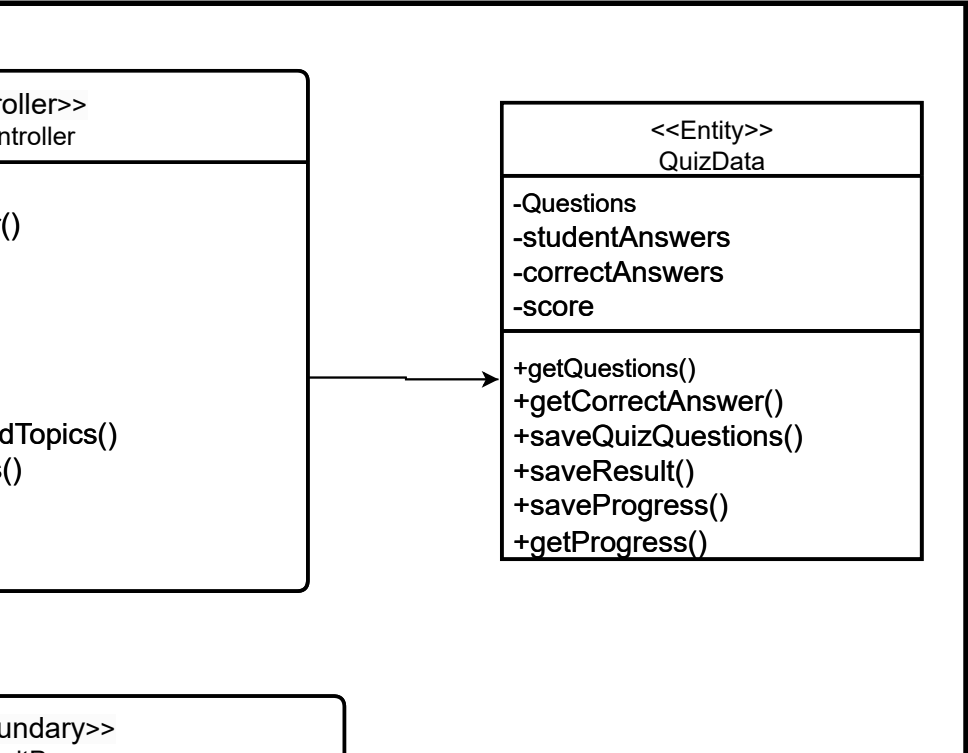 roller>>
ntroller
()
dTopics()
s()
<<Entity>>
QuizData
-Questions
-studentAnswers
-correctAnswers
-score
+getQuestions()
+getCorrectAnswer()
+saveQuizQuestions()
+saveResult()
+saveProgress()
+getProgress()
undary>>